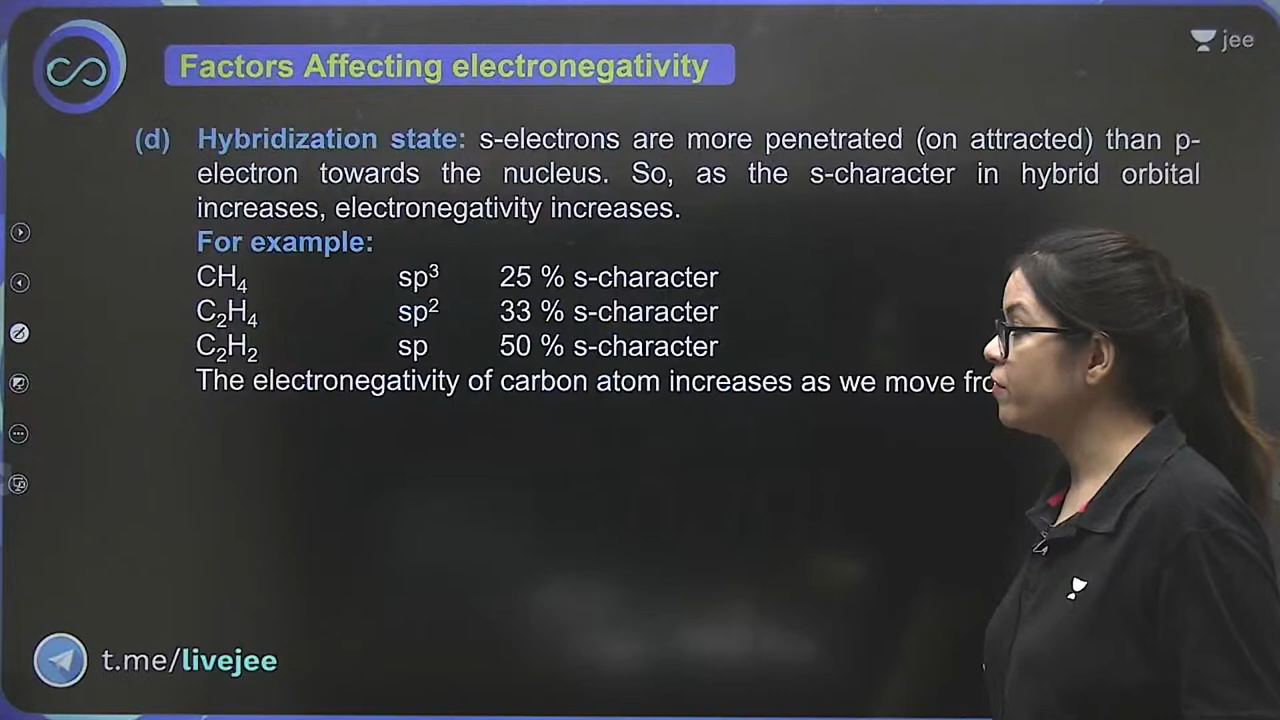 jee
Factors Affecting electronegativity
(d) Hybridization state: s-electrons are more penetrated (on attracted) than p-
electron towards the nucleus. So, as the s-character in hybrid orbital
increases, electronegativity increases.
For example:
CH₄ sp³ 25 % s-character
C₂H₄ sp² 33 % s-character
C₂H₂ sp 50 % s-character
The electronegativity of carbon atom increases as we move
t.me/livejee